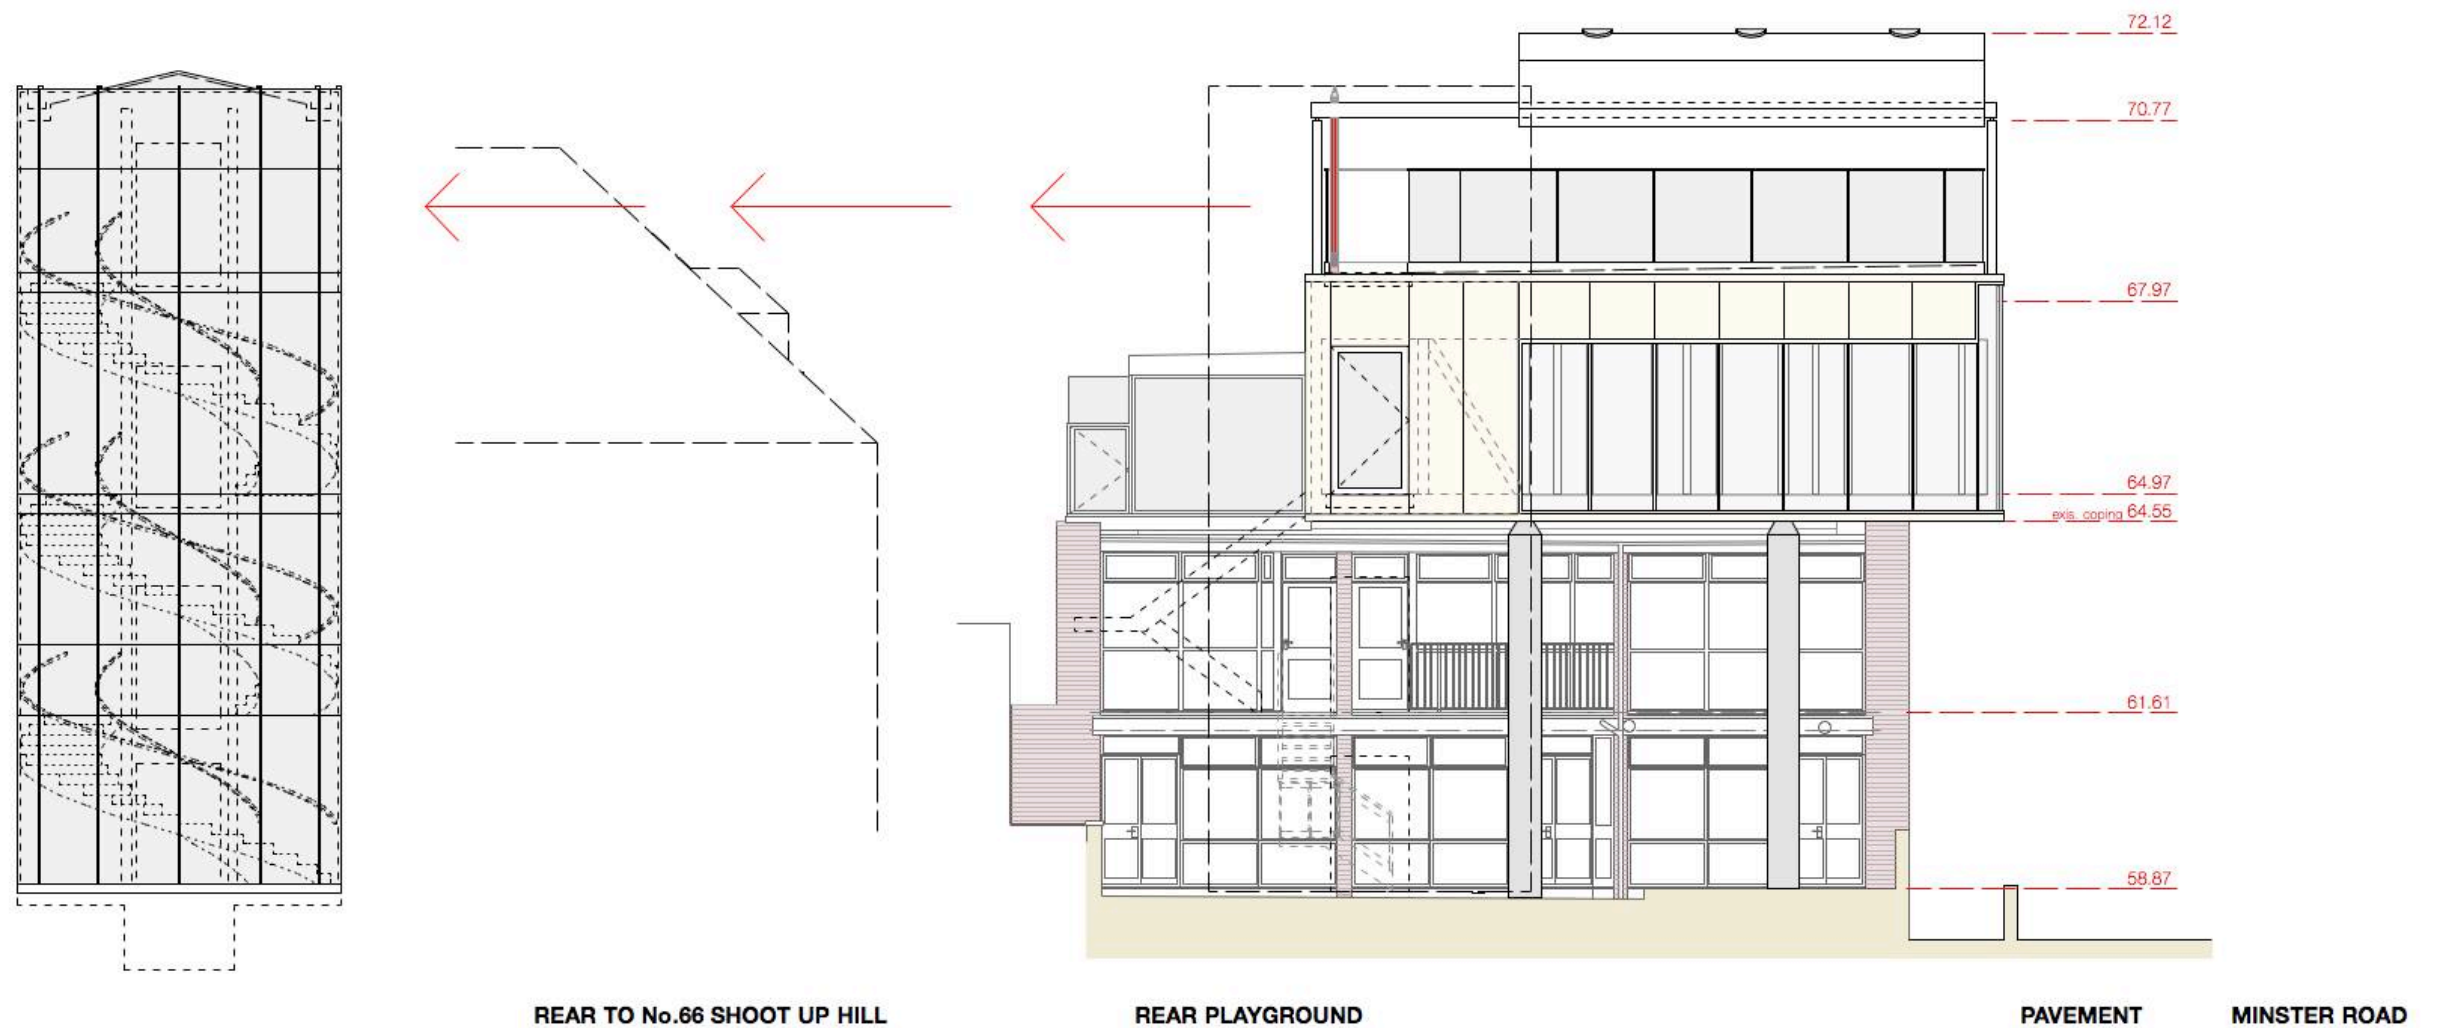 72.12
70.77
67.97
64.97
exis. coping 64.55
61.61
58.87
REAR TO No.66 SHOOT UP HILL
REAR PLAYGROUND
PAVEMENT
MINSTER ROAD